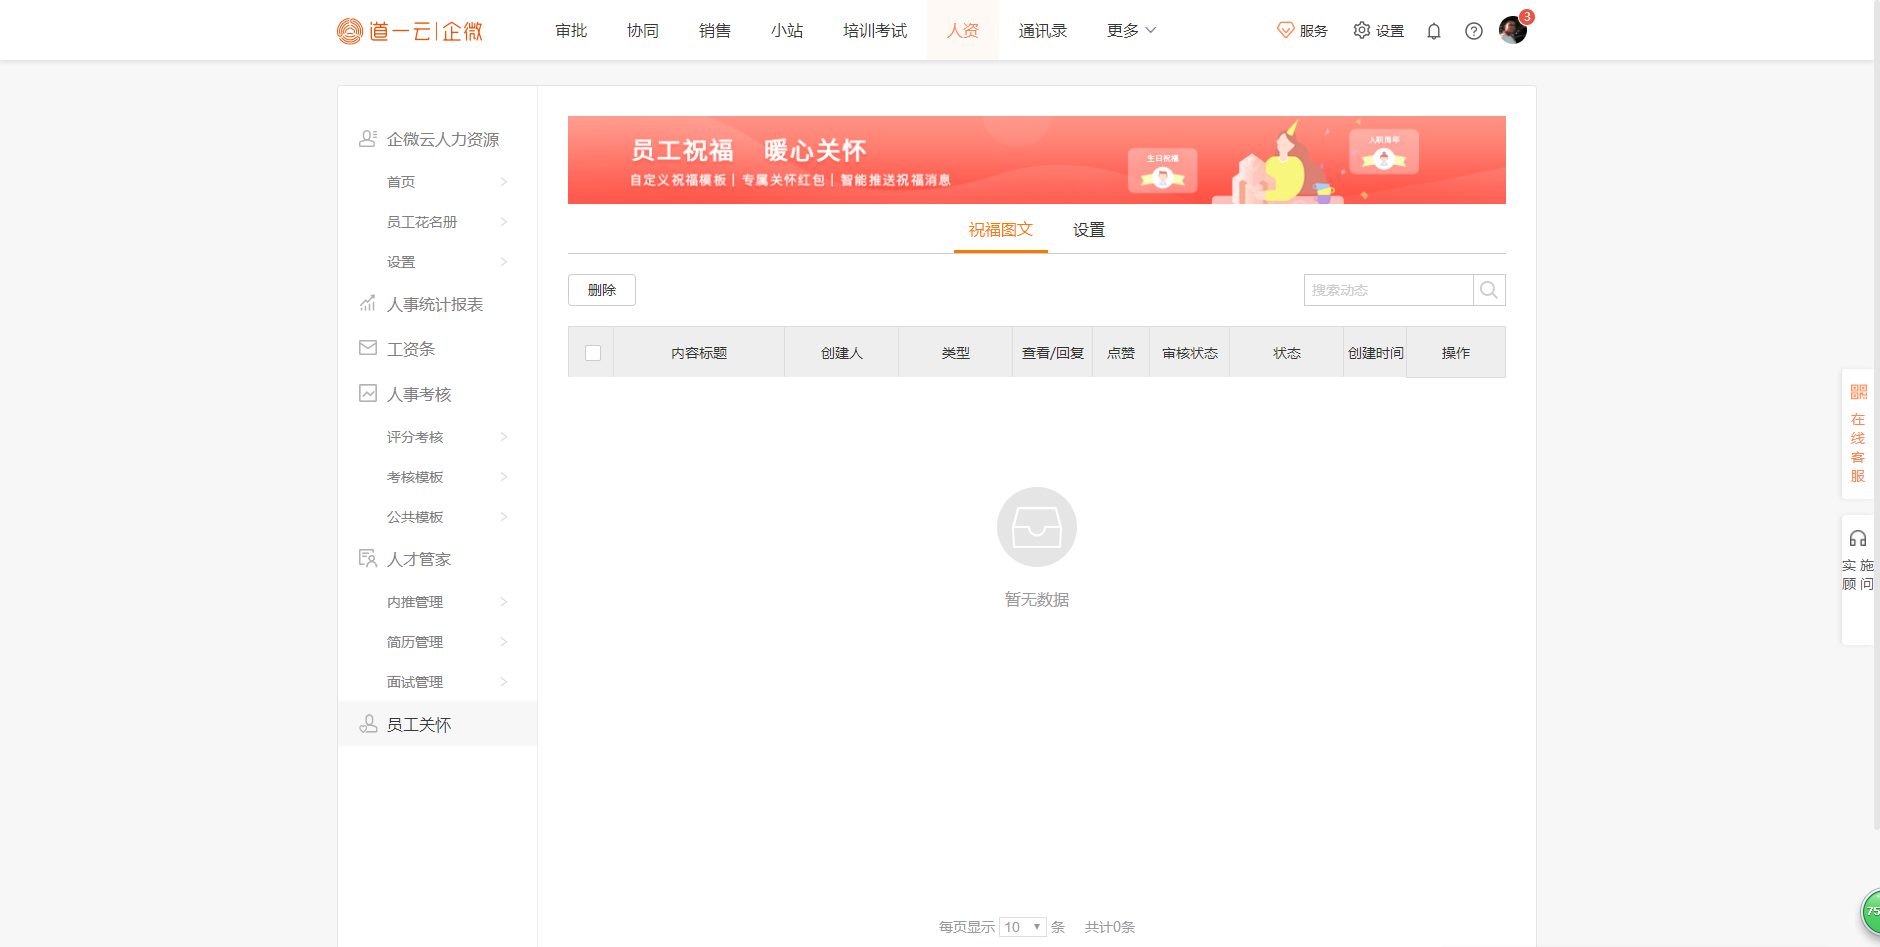 道一云|企微
审批 协同 销售 小站 培训考试 人资 通讯录 更多
服务 设置 3
企微云人力资源
首页
员工花名册
设置
人事统计报表
工资条
人事考核
评分考核
考核模板
公共模板
人才管家
内推管理
简历管理
面试管理
员工关怀
员工祝福 暖心关怀
自定义祝福模板 | 专属关怀红包 | 智能推送祝福消息
生日祝福
入职周年
祝福图文 设置
删除
搜索动态
内容标题 创建人 类型 查看/回复 点赞 审核状态 状态 创建时间 操作
暂无数据
每页显示 10 条 共计0条
在
线
客
服
实 施
顾 问
75